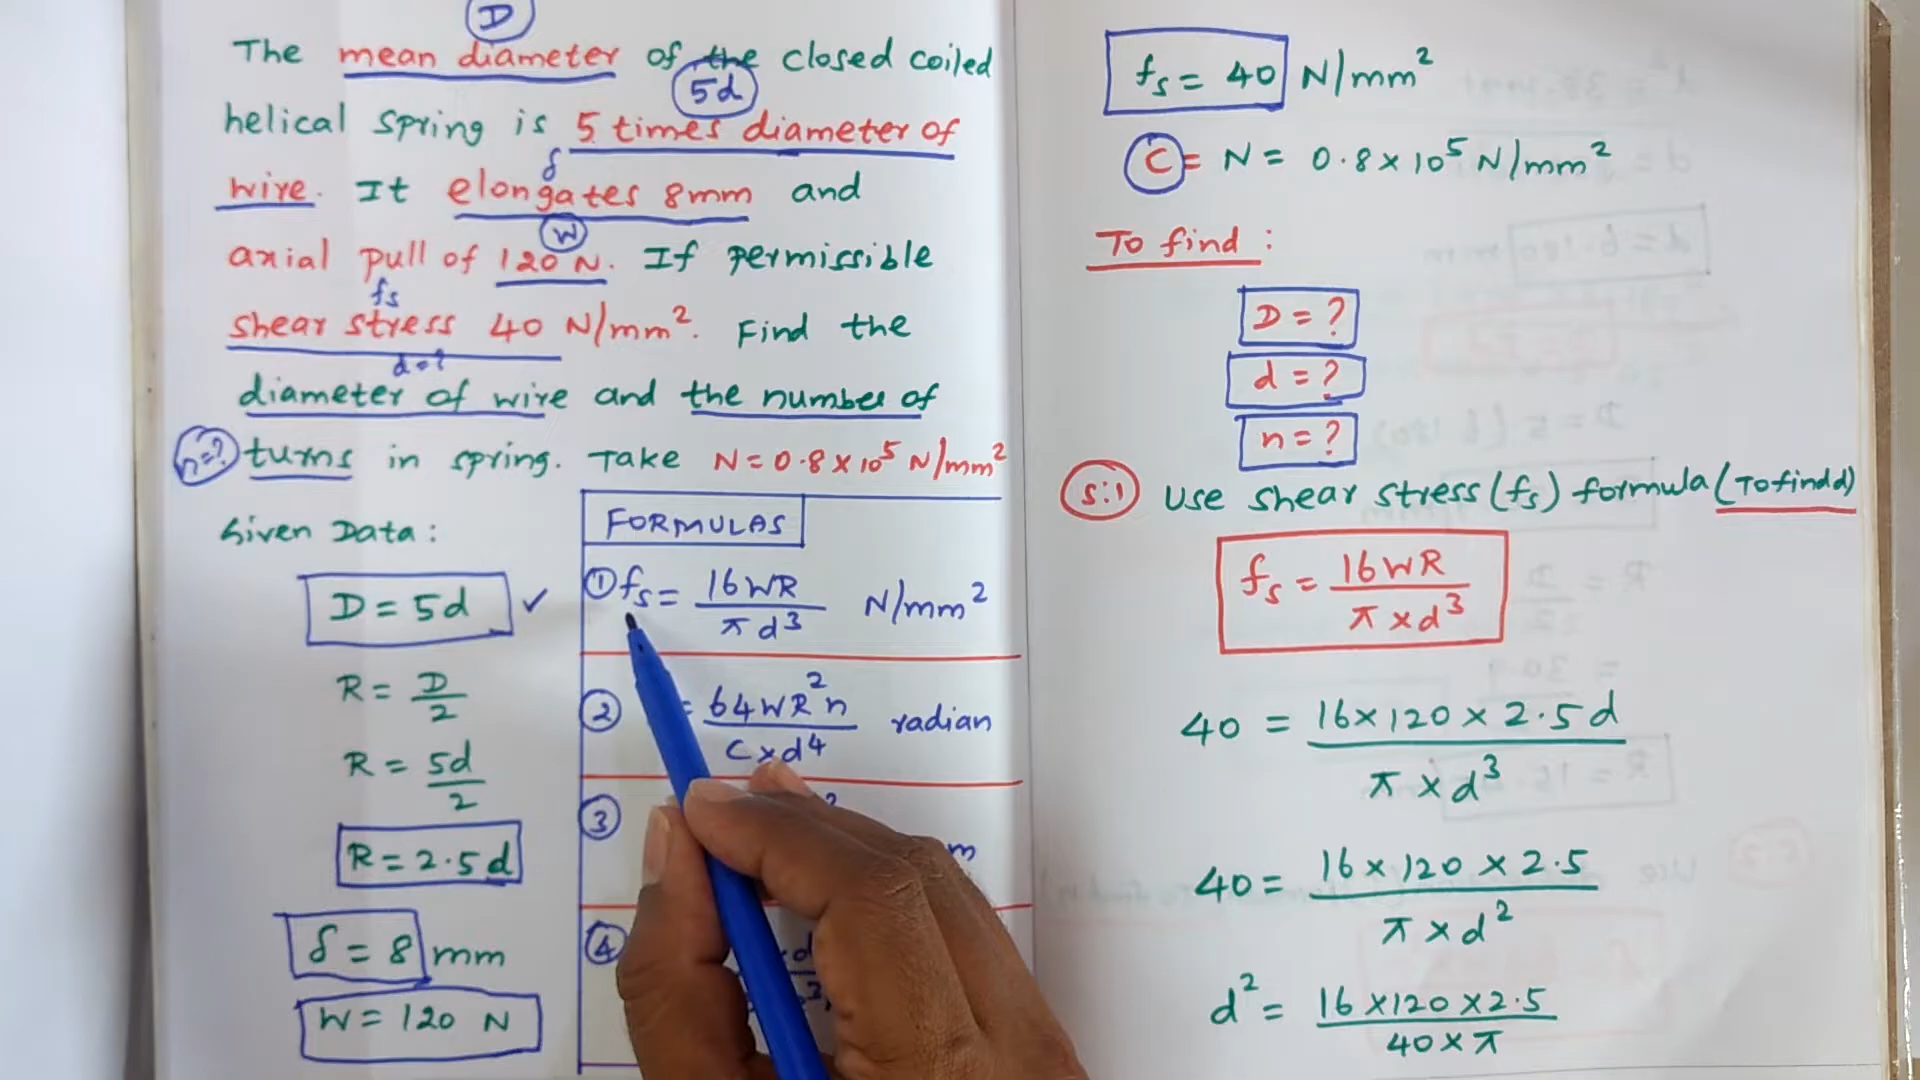 D
The mean diameter of the closed coiled
5d
helical spring is 5 times diameter of
δ
wire. It elongates 8mm and
W
axial pull of 120 N. If permissible
fs
shear stress 40 N/mm². Find the
d=?
diameter of wire and the number of
n=? turns in spring. Take N = 0.8 × 10⁵ N/mm²
Given Data:
D = 5d ✓
R = D/2
R = 5d/2
R = 2.5d
δ = 8 mm
W = 120 N
FORMULAS
① fs = 16WR/πd³ N/mm²
② = 64WR²n/C×d⁴ radian
③
④
fs = 40 N/mm²
C = N = 0.8 × 10⁵ N/mm²
To find :
D = ?
d = ?
n = ?
S:1 Use shear stress (fs) formula (To find d)
fs = 16WR/π×d³
40 = 16×120×2.5d/π×d³
40 = 16×120×2.5/π×d²
d² = 16×120×2.5/40×π